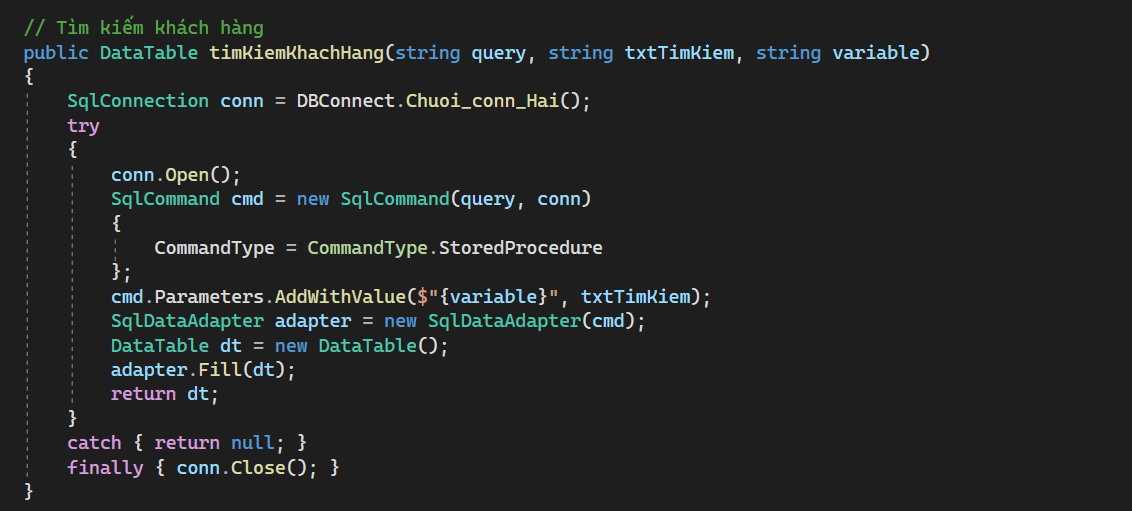 // Tìm kiếm khách hàng
public DataTable timKiemKhachHang(string query, string txtTimKiem, string variable)
{
    SqlConnection conn = DBConnect.Chuoi_conn_Hai();
    try
    {
        conn.Open();
        SqlCommand cmd = new SqlCommand(query, conn)
        {
            CommandType = CommandType.StoredProcedure
        };
        cmd.Parameters.AddWithValue($"{variable}", txtTimKiem);
        SqlDataAdapter adapter = new SqlDataAdapter(cmd);
        DataTable dt = new DataTable();
        adapter.Fill(dt);
        return dt;
    }
    catch { return null; }
    finally { conn.Close(); }
}